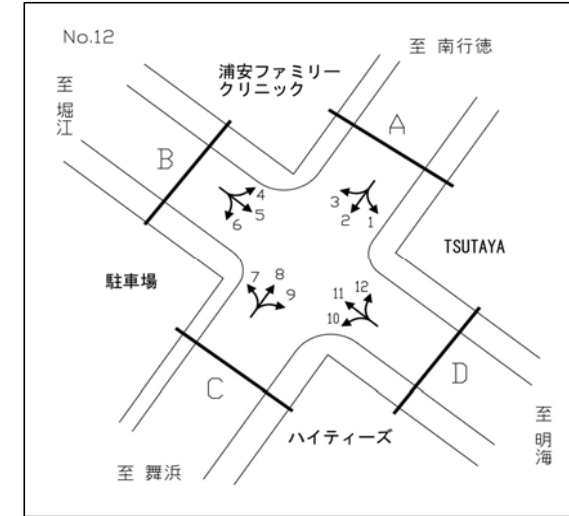 No.12
至 南行徳
浦安ファミリー
クリニック
至 堀江
A
B
3
2
1
4
5
6
TSUTAYA
駐車場
7
8
9
11
12
10
C
D
ハイティーズ
至 明海
至 舞浜